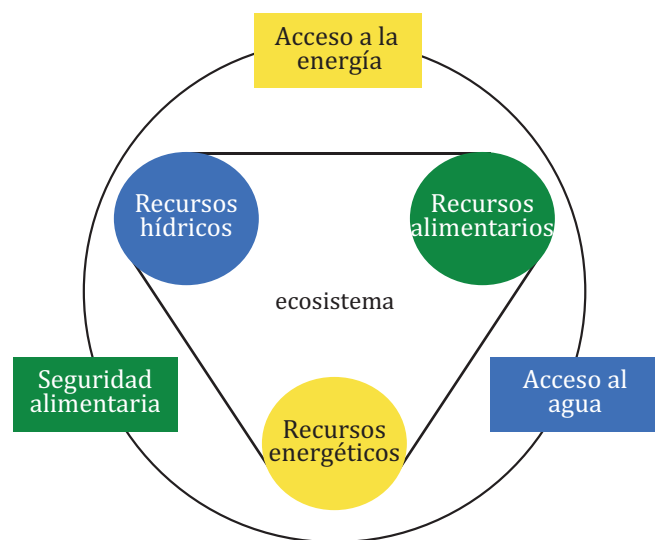 Acceso a la
energía
Recursos
hídricos
Recursos
alimentarios
ecosistema
Seguridad
alimentaria
Acceso al
agua
Recursos
energéticos